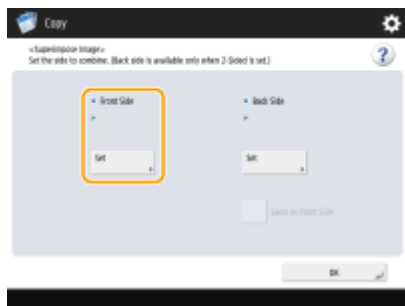 Copy
<Superimpose Image>
Set the side to combine. (Back side is available only when 2-Sided is set.)
?
Front Side
Back Side
Set
Set
Same as Front Side
OK